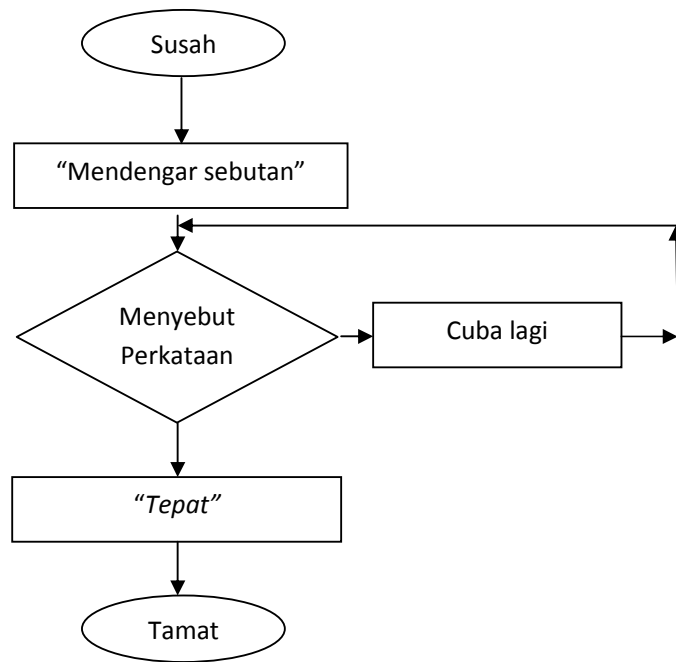 Susah
“Mendengar sebutan”
Menyebut
Perkataan
Cuba lagi
“Tepat”
Tamat